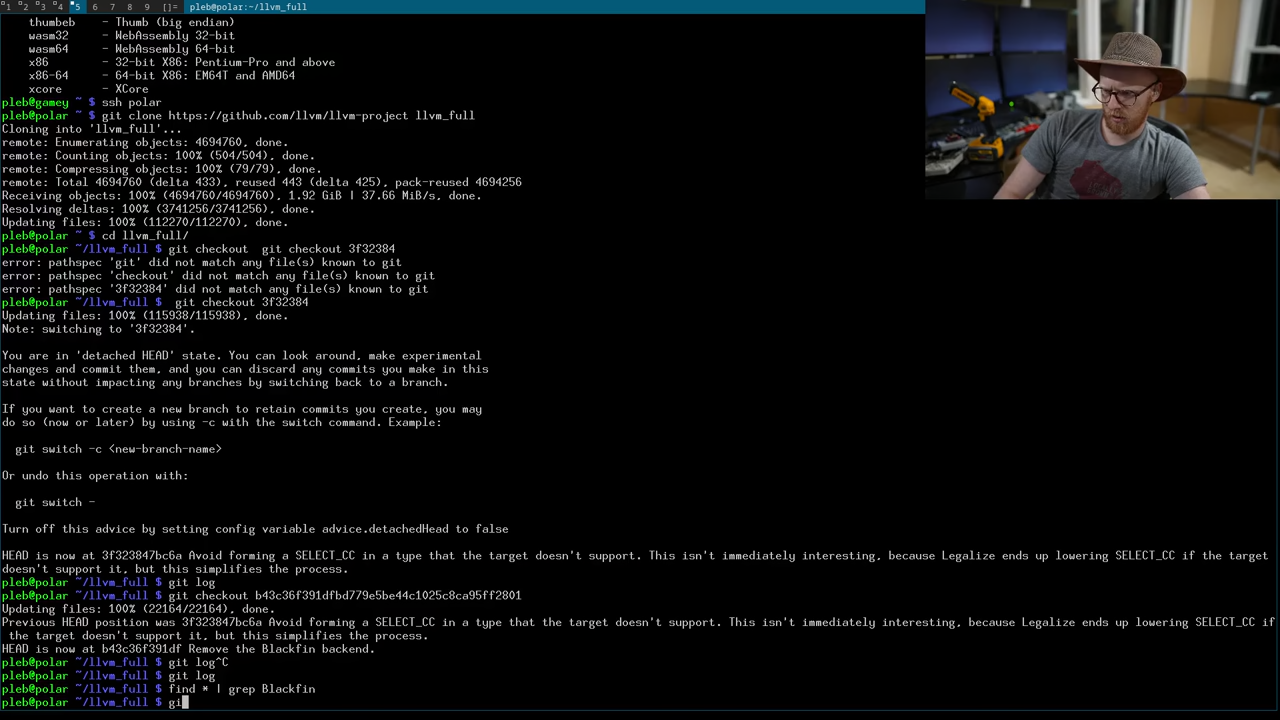 1 2 3 4 5 6 7 8 9 []= pleb@polar:~/llvm_full
thumbeb - Thumb (big endian)
wasm32 - WebAssembly 32-bit
wasm64 - WebAssembly 64-bit
x86 - 32-bit X86: Pentium-Pro and above
x86-64 - 64-bit X86: EM64T and AMD64
xcore - XCore
pleb@gamey ~ $ ssh polar
pleb@polar ~ $ git clone https://github.com/llvm/llvm-project llvm_full
Cloning into 'llvm_full'...
remote: Enumerating objects: 4694760, done.
remote: Counting objects: 100% (504/504), done.
remote: Compressing objects: 100% (79/79), done.
remote: Total 4694760 (delta 433), reused 443 (delta 425), pack-reused 4694256
Receiving objects: 100% (4694760/4694760), 1.92 GiB | 37.66 MiB/s, done.
Resolving deltas: 100% (3741256/3741256), done.
Updating files: 100% (112270/112270), done.
pleb@polar ~ $ cd llvm_full/
pleb@polar ~/llvm_full $ git checkout  git checkout 3f32384
error: pathspec 'git' did not match any file(s) known to git
error: pathspec 'checkout' did not match any file(s) known to git
error: pathspec '3f32384' did not match any file(s) known to git
pleb@polar ~/llvm_full $  git checkout 3f32384
Updating files: 100% (115938/115938), done.
Note: switching to '3f32384'.
You are in 'detached HEAD' state. You can look around, make experimental
changes and commit them, and you can discard any commits you make in this
state without impacting any branches by switching back to a branch.
If you want to create a new branch to retain commits you create, you may
do so (now or later) by using -c with the switch command. Example:
git switch -c <new-branch-name>
Or undo this operation with:
git switch -
Turn off this advice by setting config variable advice.detachedHead to false
HEAD is now at 3f323847bc6a Avoid forming a SELECT_CC in a type that the target doesn't support. This isn't immediately interesting, because Legalize ends up lowering SELECT_CC if the target
doesn't support it, but this simplifies the process.
pleb@polar ~/llvm_full $ git log
pleb@polar ~/llvm_full $ git checkout b43c36f391dfbd779e5be44c1025c8ca95ff2801
Updating files: 100% (22164/22164), done.
Previous HEAD position was 3f323847bc6a Avoid forming a SELECT_CC in a type that the target doesn't support. This isn't immediately interesting, because Legalize ends up lowering SELECT_CC if
the target doesn't support it, but this simplifies the process.
HEAD is now at b43c36f391df Remove the Blackfin backend.
pleb@polar ~/llvm_full $ git log^C
pleb@polar ~/llvm_full $ git log
pleb@polar ~/llvm_full $ find * | grep Blackfin
pleb@polar ~/llvm_full $ gi